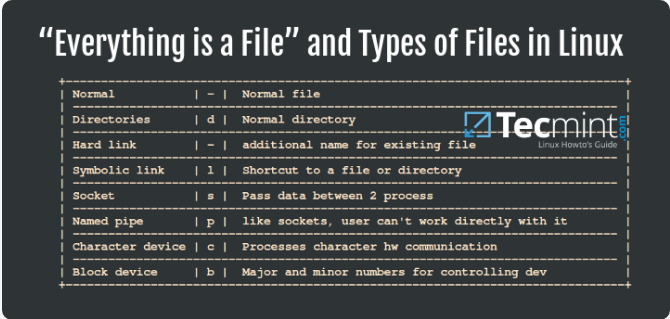 “Everything is a File” and Types of Files in Linux
Normal | - | Normal file
Directories | d | Normal directory
Tecmint.com
Hard link | - | additional name for existing file
Linux Howto's Guide
Symbolic link | l | Shortcut to a file or directory
Socket | s | Pass data between 2 process
Named pipe | p | like sockets, user can't work directly with it
Character device | c | Processes character hw communication
Block device | b | Major and minor numbers for controlling dev